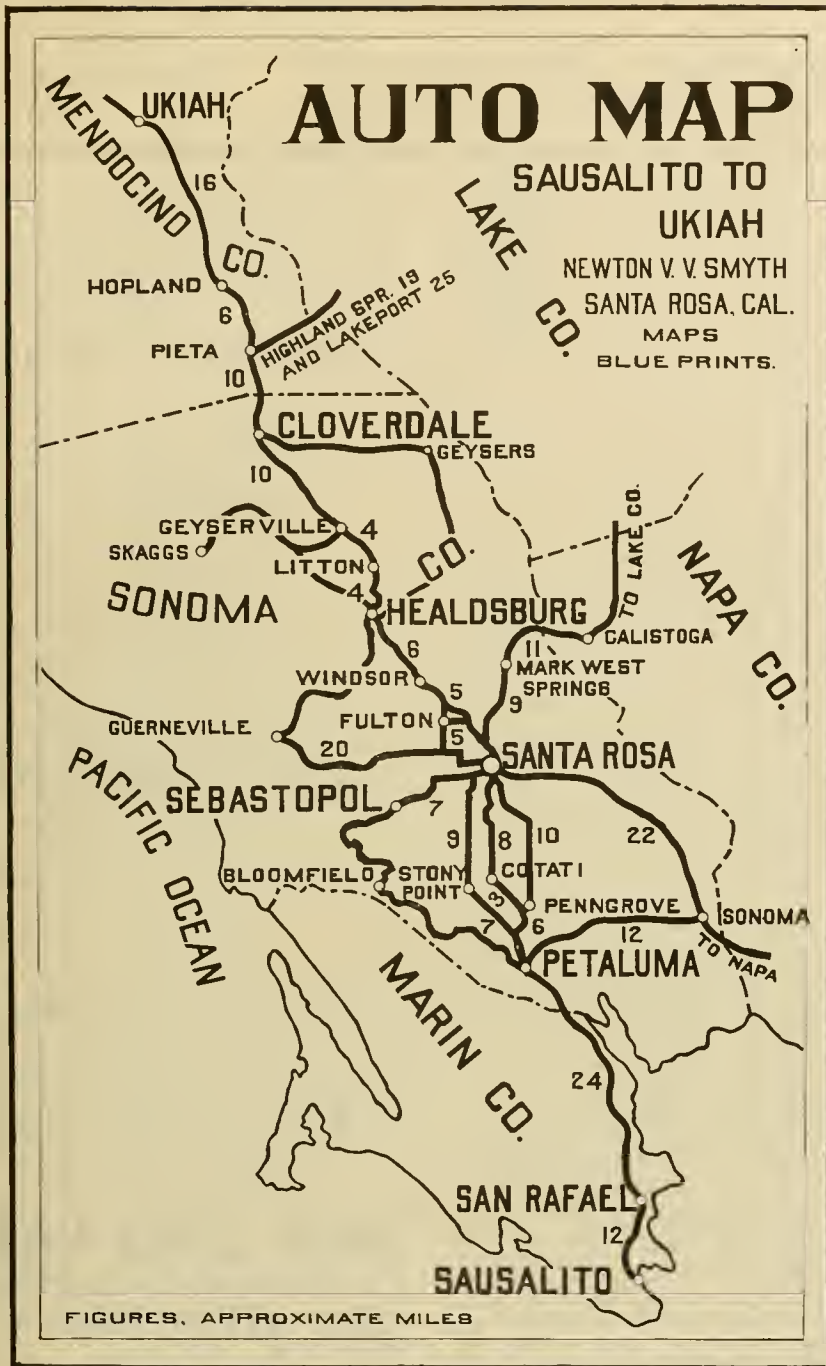 AUTO MAP
SAUSALITO TO
UKIAH
NEWTON V. V. SMYTH
SANTA ROSA, CAL.
MAPS
BLUE PRINTS.
UKIAH
MENDOCINO
CO.
LAKE
CO.
16
HOPLAND
6
HIGHLAND SPR. 19
AND LAKEPORT 25
PIETA
10
CLOVERDALE
GEYSERS
10
GEYSERVILLE
4
SKAGGS
LITTON
CO.
4
SONOMA
HEALDSBURG
TO LAKE CO.
NAPA
CO.
CALISTOGA
11
6
MARK WEST
SPRINGS
WINDSOR
5
9
FULTON
5
GUERNEVILLE
20
SANTA ROSA
PACIFIC OCEAN
SEBASTOPOL
7
9
8
10
22
BLOOMFIELD
STONY
POINT
COTATI
3
PENNGROVE
SONOMA
7
6
12
TO NAPA
PETALUMA
MARIN
CO.
24
SAN RAFAEL
12
SAUSALITO
FIGURES, APPROXIMATE MILES